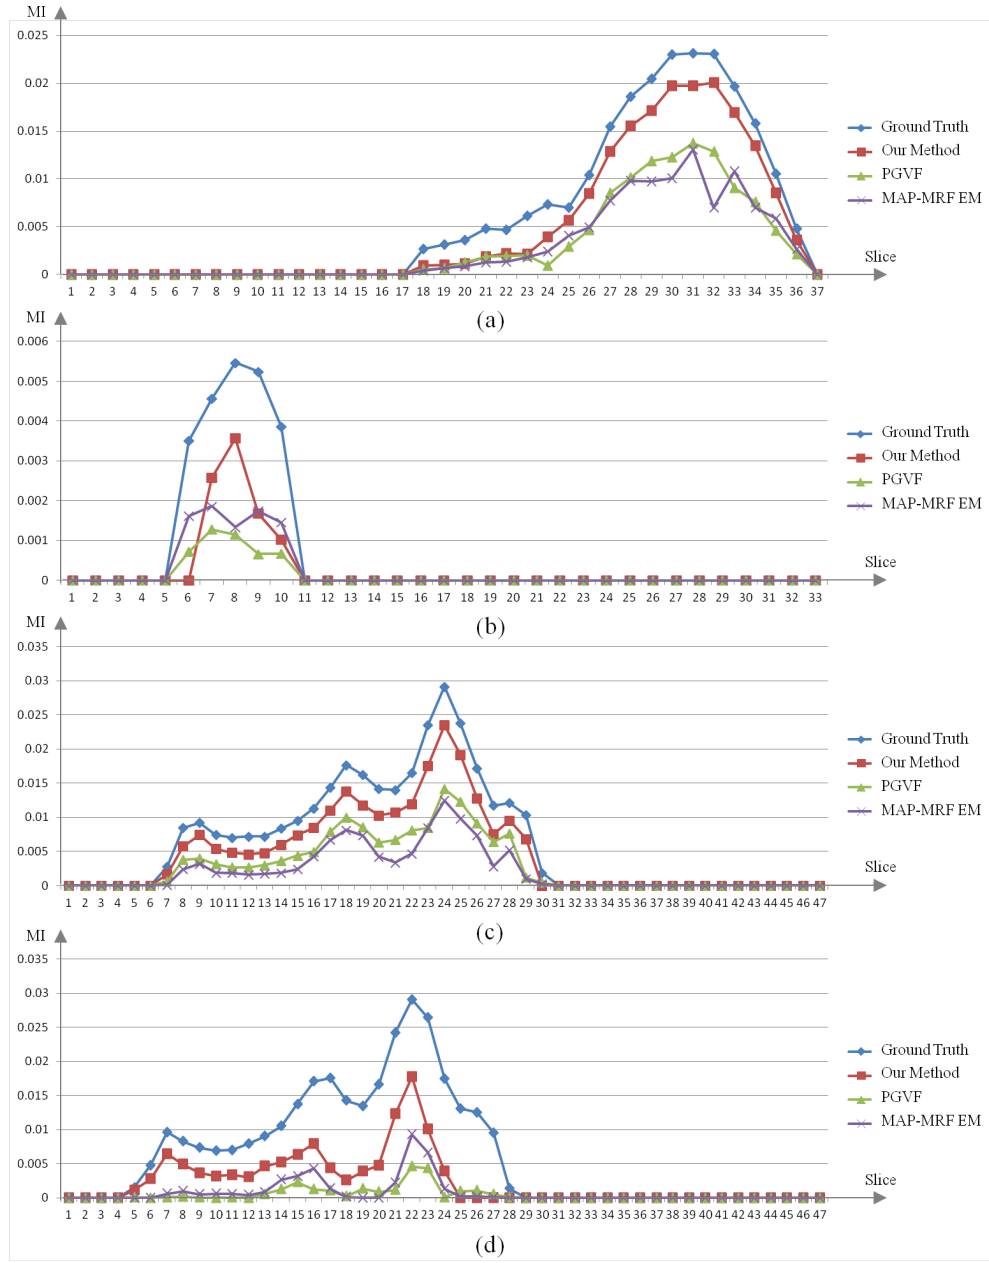 MI
0.025
0.02
0.015
0.01
0.005
0
Ground Truth
Our Method
PGVF
MAP-MRF EM
Slice
1 2 3 4 5 6 7 8 9 10 11 12 13 14 15 16 17 18 19 20 21 22 23 24 25 26 27 28 29 30 31 32 33 34 35 36 37
(a)
MI
0.006
0.005
0.004
0.003
0.002
0.001
0
Ground Truth
Our Method
PGVF
MAP-MRF EM
Slice
1 2 3 4 5 6 7 8 9 10 11 12 13 14 15 16 17 18 19 20 21 22 23 24 25 26 27 28 29 30 31 32 33
(b)
MI
0.035
0.03
0.025
0.02
0.015
0.01
0.005
0
Ground Truth
Our Method
PGVF
MAP-MRF EM
Slice
1 2 3 4 5 6 7 8 9 10 11 12 13 14 15 16 17 18 19 20 21 22 23 24 25 26 27 28 29 30 31 32 33 34 35 36 37 38 39 40 41 42 43 44 45 46 47
(c)
MI
0.035
0.03
0.025
0.02
0.015
0.01
0.005
0
Ground Truth
Our Method
PGVF
MAP-MRF EM
Slice
1 2 3 4 5 6 7 8 9 10 11 12 13 14 15 16 17 18 19 20 21 22 23 24 25 26 27 28 29 30 31 32 33 34 35 36 37 38 39 40 41 42 43 44 45 46 47
(d)